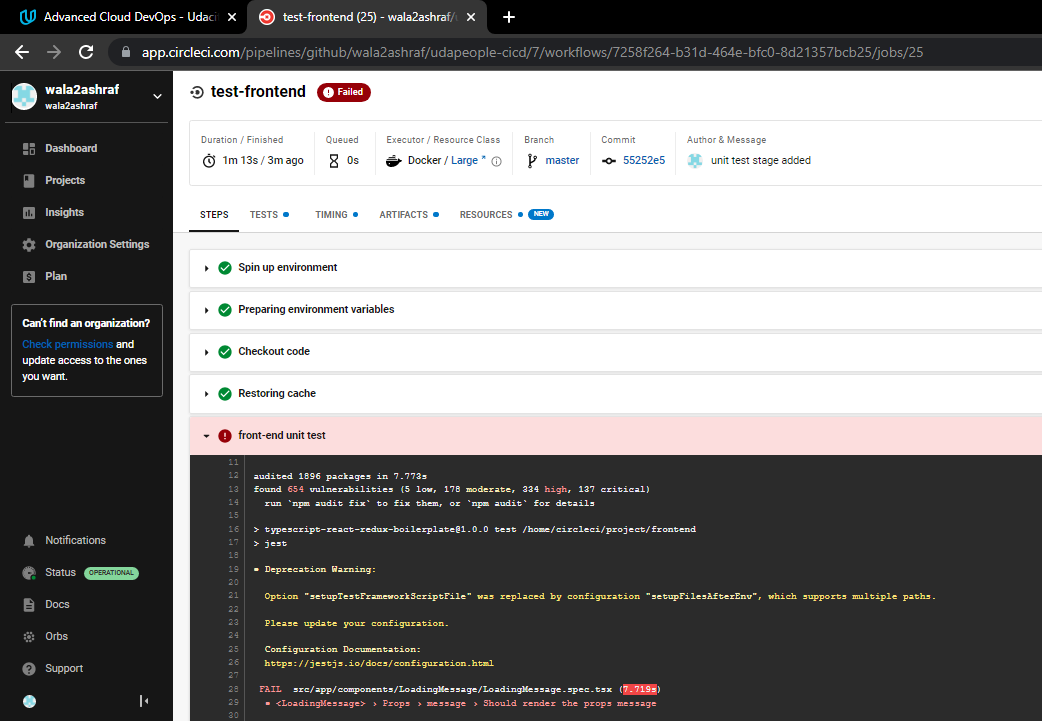 Advanced Cloud DevOps - Udaci
test-frontend (25) - wala2ashraf/u
app.circleci.com/pipelines/github/wala2ashraf/udapeople-cicd/7/workflows/7258f264-b31d-464e-bfc0-8d21357bcb25/jobs/25
wala2ashraf
wala2ashraf
Dashboard
Projects
Insights
Organization Settings
Plan
Can't find an organization?
Check permissions and
update access to the ones
you want.
Notifications
Status OPERATIONAL
Docs
Orbs
Support
test-frontend Failed
Duration / Finished
1m 13s / 3m ago
Queued
0s
Executor / Resource Class
Docker / Large *
Branch
master
Commit
55252e5
Author & Message
unit test stage added
STEPS TESTS TIMING ARTIFACTS RESOURCES NEW
Spin up environment
Preparing environment variables
Checkout code
Restoring cache
front-end unit test
11
12 audited 1896 packages in 7.773s
13 found 654 vulnerabilities (5 low, 178 moderate, 334 high, 137 critical)
14 run `npm audit fix` to fix them, or `npm audit` for details
15
16 > typescript-react-redux-boilerplate@1.0.0 test /home/circleci/project/frontend
17 > jest
18
19 ● Deprecation Warning:
20
21 Option "setupTestFrameworkScriptFile" was replaced by configuration "setupFilesAfterEnv", which supports multiple paths.
22
23 Please update your configuration.
24
25 Configuration Documentation:
26 https://jestjs.io/docs/configuration.html
27
28 FAIL src/app/components/LoadingMessage/LoadingMessage.spec.tsx (7.719s)
29 ● <LoadingMessage> › Props › message › Should render the props message
30